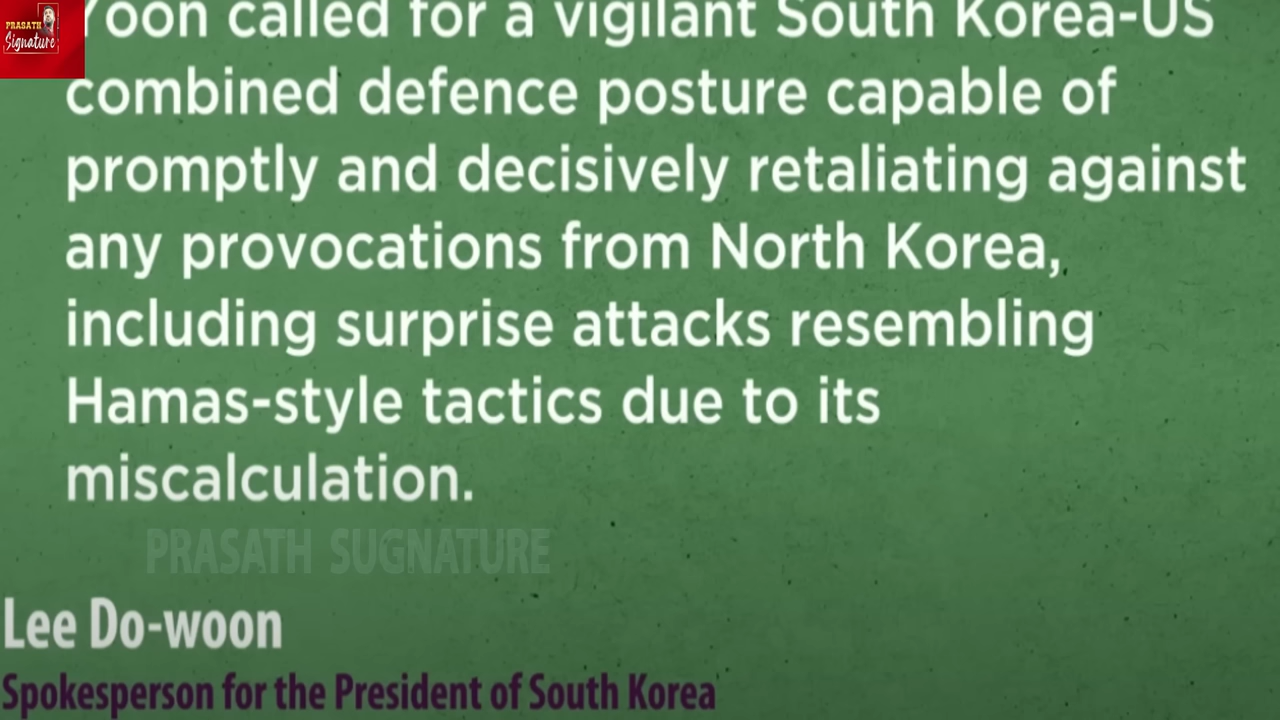 PRASATH
Signature
Yoon called for a vigilant South Korea-US
combined defence posture capable of
promptly and decisively retaliating against
any provocations from North Korea,
including surprise attacks resembling
Hamas-style tactics due to its
miscalculation.
PRASATH SUGNATURE
Lee Do-woon
Spokesperson for the President of South Korea